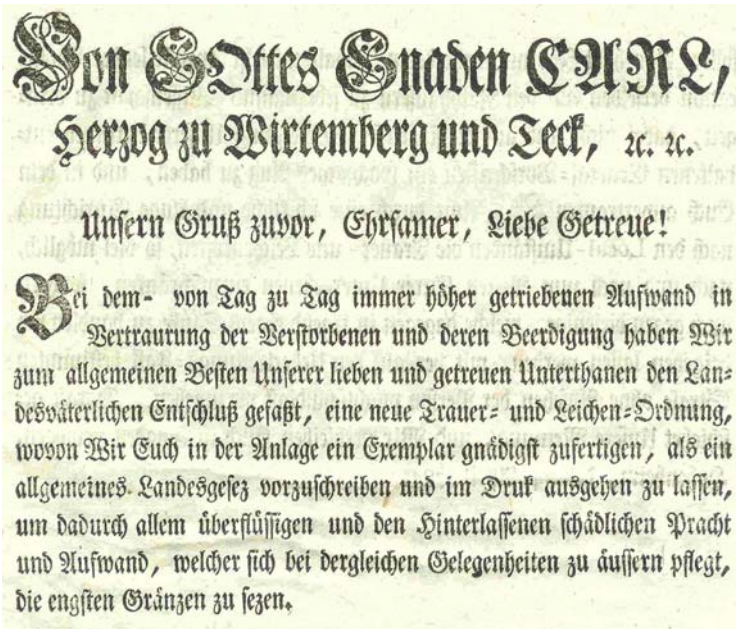 Von GOttes Gnaden CARL,
Herzog zu Wirtemberg und Teck, ꝛc. ꝛc.
Unsern Gruß zuvor, Ehrsamer, Liebe Getreue!
Bei dem- von Tag zu Tag immer höher getriebenen Aufwand in
Vertraurung der Verstorbenen und deren Beerdigung haben Wir
zum allgemeinen Besten Unserer lieben und getreuen Unterthanen den Lan-
desväterlichen Entschluß gefaßt, eine neue Trauer- und Leichen-Ordnung,
wovon Wir Euch in der Anlage ein Exemplar gnädigst zufertigen, als ein
allgemeines Landesgesez vorzuschreiben und im Druk ausgehen zu lassen,
um dadurch allem überflüssigen und den Hinterlassenen schädlichen Pracht
und Aufwand, welcher sich bei dergleichen Gelegenheiten zu äussern pflegt,
die engsten Gränzen zu sezen.